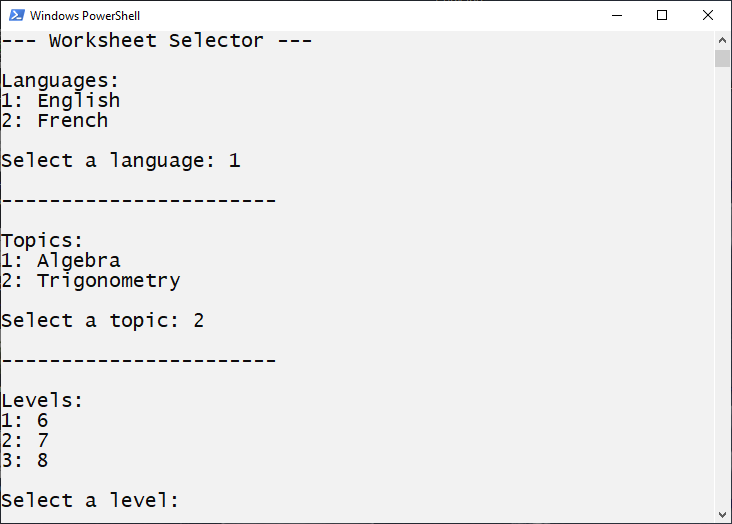 Windows PowerShell
--- Worksheet Selector ---
Languages:
1: English
2: French
Select a language: 1
-----------------------
Topics:
1: Algebra
2: Trigonometry
Select a topic: 2
-----------------------
Levels:
1: 6
2: 7
3: 8
Select a level: